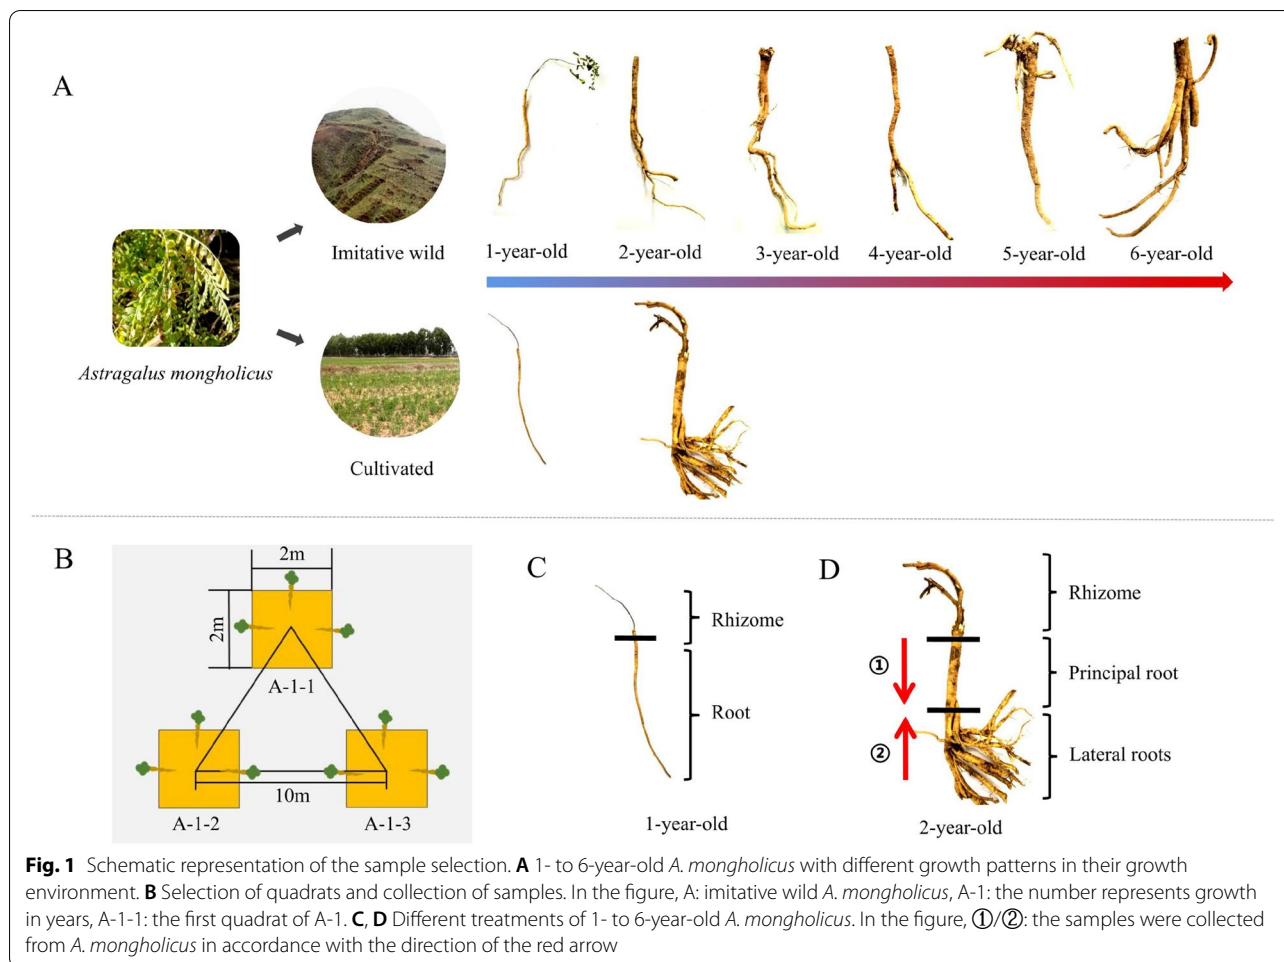 A
Imitative wild
1-year-old
2-year-old
3-year-old
4-year-old
5-year-old
6-year-old
Astragalus mongholicus
Cultivated
B
2m
2m
A-1-1
10m
A-1-2
A-1-3
C
Rhizome
Root
1-year-old
D
Rhizome
①
Principal root
②
Lateral roots
2-year-old
Fig. 1 Schematic representation of the sample selection. A 1- to 6-year-old A. mongholicus with different growth patterns in their growth
environment. B Selection of quadrats and collection of samples. In the figure, A: imitative wild A. mongholicus, A-1: the number represents growth
in years, A-1-1: the first quadrat of A-1. C, D Different treatments of 1- to 6-year-old A. mongholicus. In the figure, ①/②: the samples were collected
from A. mongholicus in accordance with the direction of the red arrow